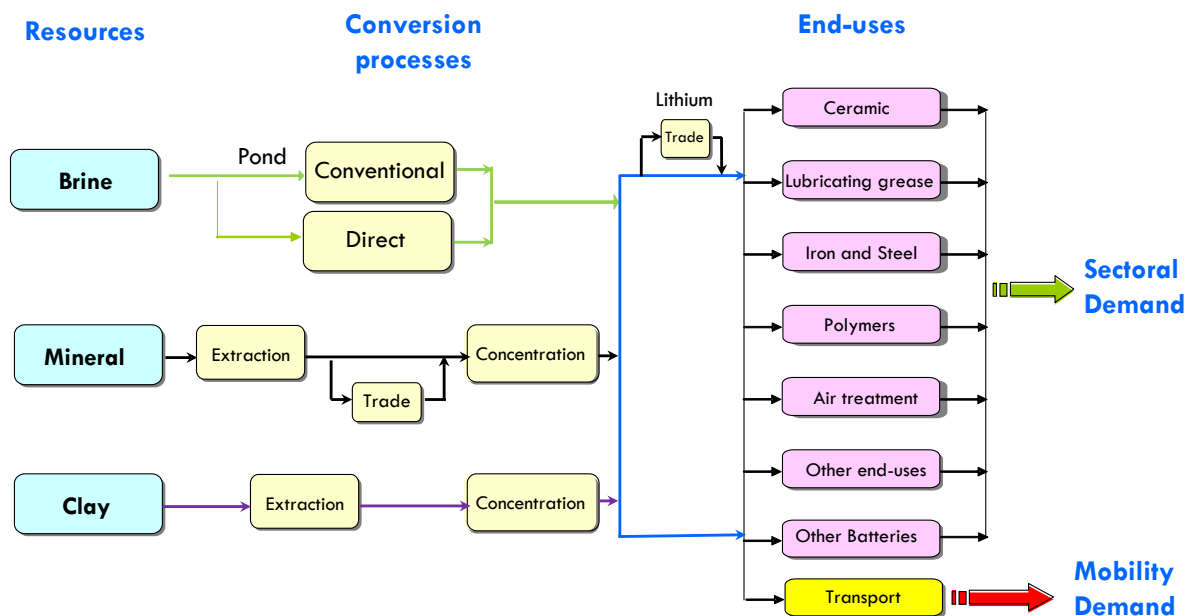 Resources
Conversion
processes
End-uses
Lithium
Trade
Ceramic
Pond
Brine
Conventional
Lubricating grease
Direct
Iron and Steel
Sectoral
Demand
Mineral
Extraction
Concentration
Polymers
Trade
Air treatment
Clay
Extraction
Concentration
Other end-uses
Other Batteries
Transport
Mobility
Demand